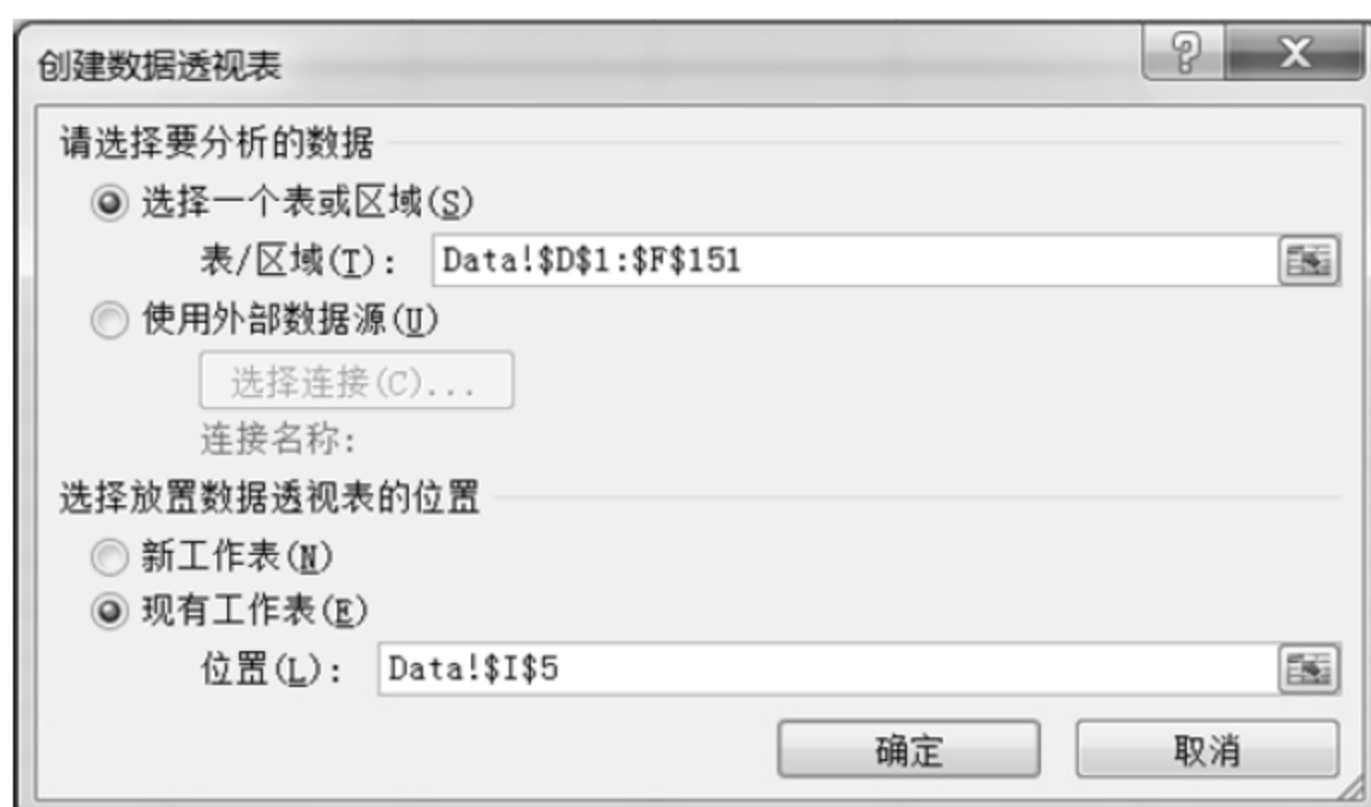 创建数据透视表
请选择要分析的数据
选择一个表或区域(S)
表/区域(T): Data!$D$1:$F$151
使用外部数据源(U)
选择连接(C)...
连接名称:
选择放置数据透视表的位置
新工作表(N)
现有工作表(E)
位置(L): Data!$I$5
确定 取消